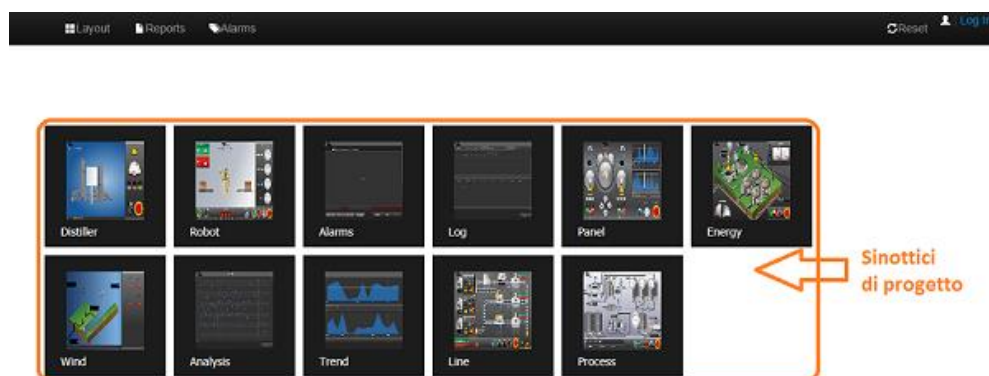 Layout Reports Alarms Reset Log In
Distiller Robot Alarms Log Panel Energy
Sinottici
di progetto
Wind Analysis Trend Line Process